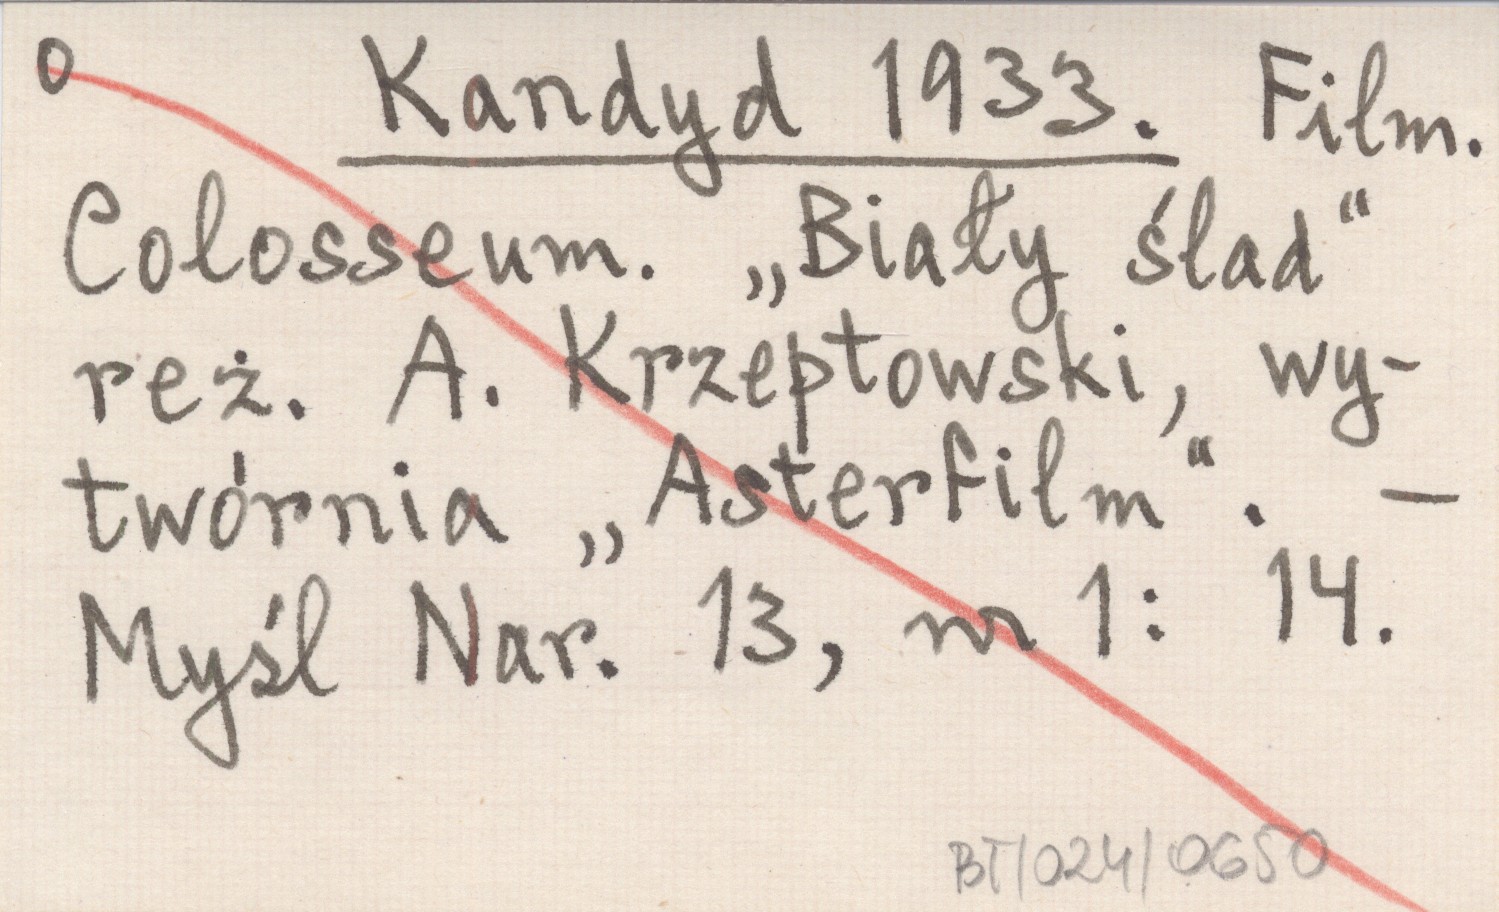 o Kandyd 1933. Film.
Colosseum. „Biały ślad“
reż. A. Krzeptowski, wy-
twórnia „Asterfilm“. —
Myśl Nar. 13, nr 1: 14.
BT/024/0650